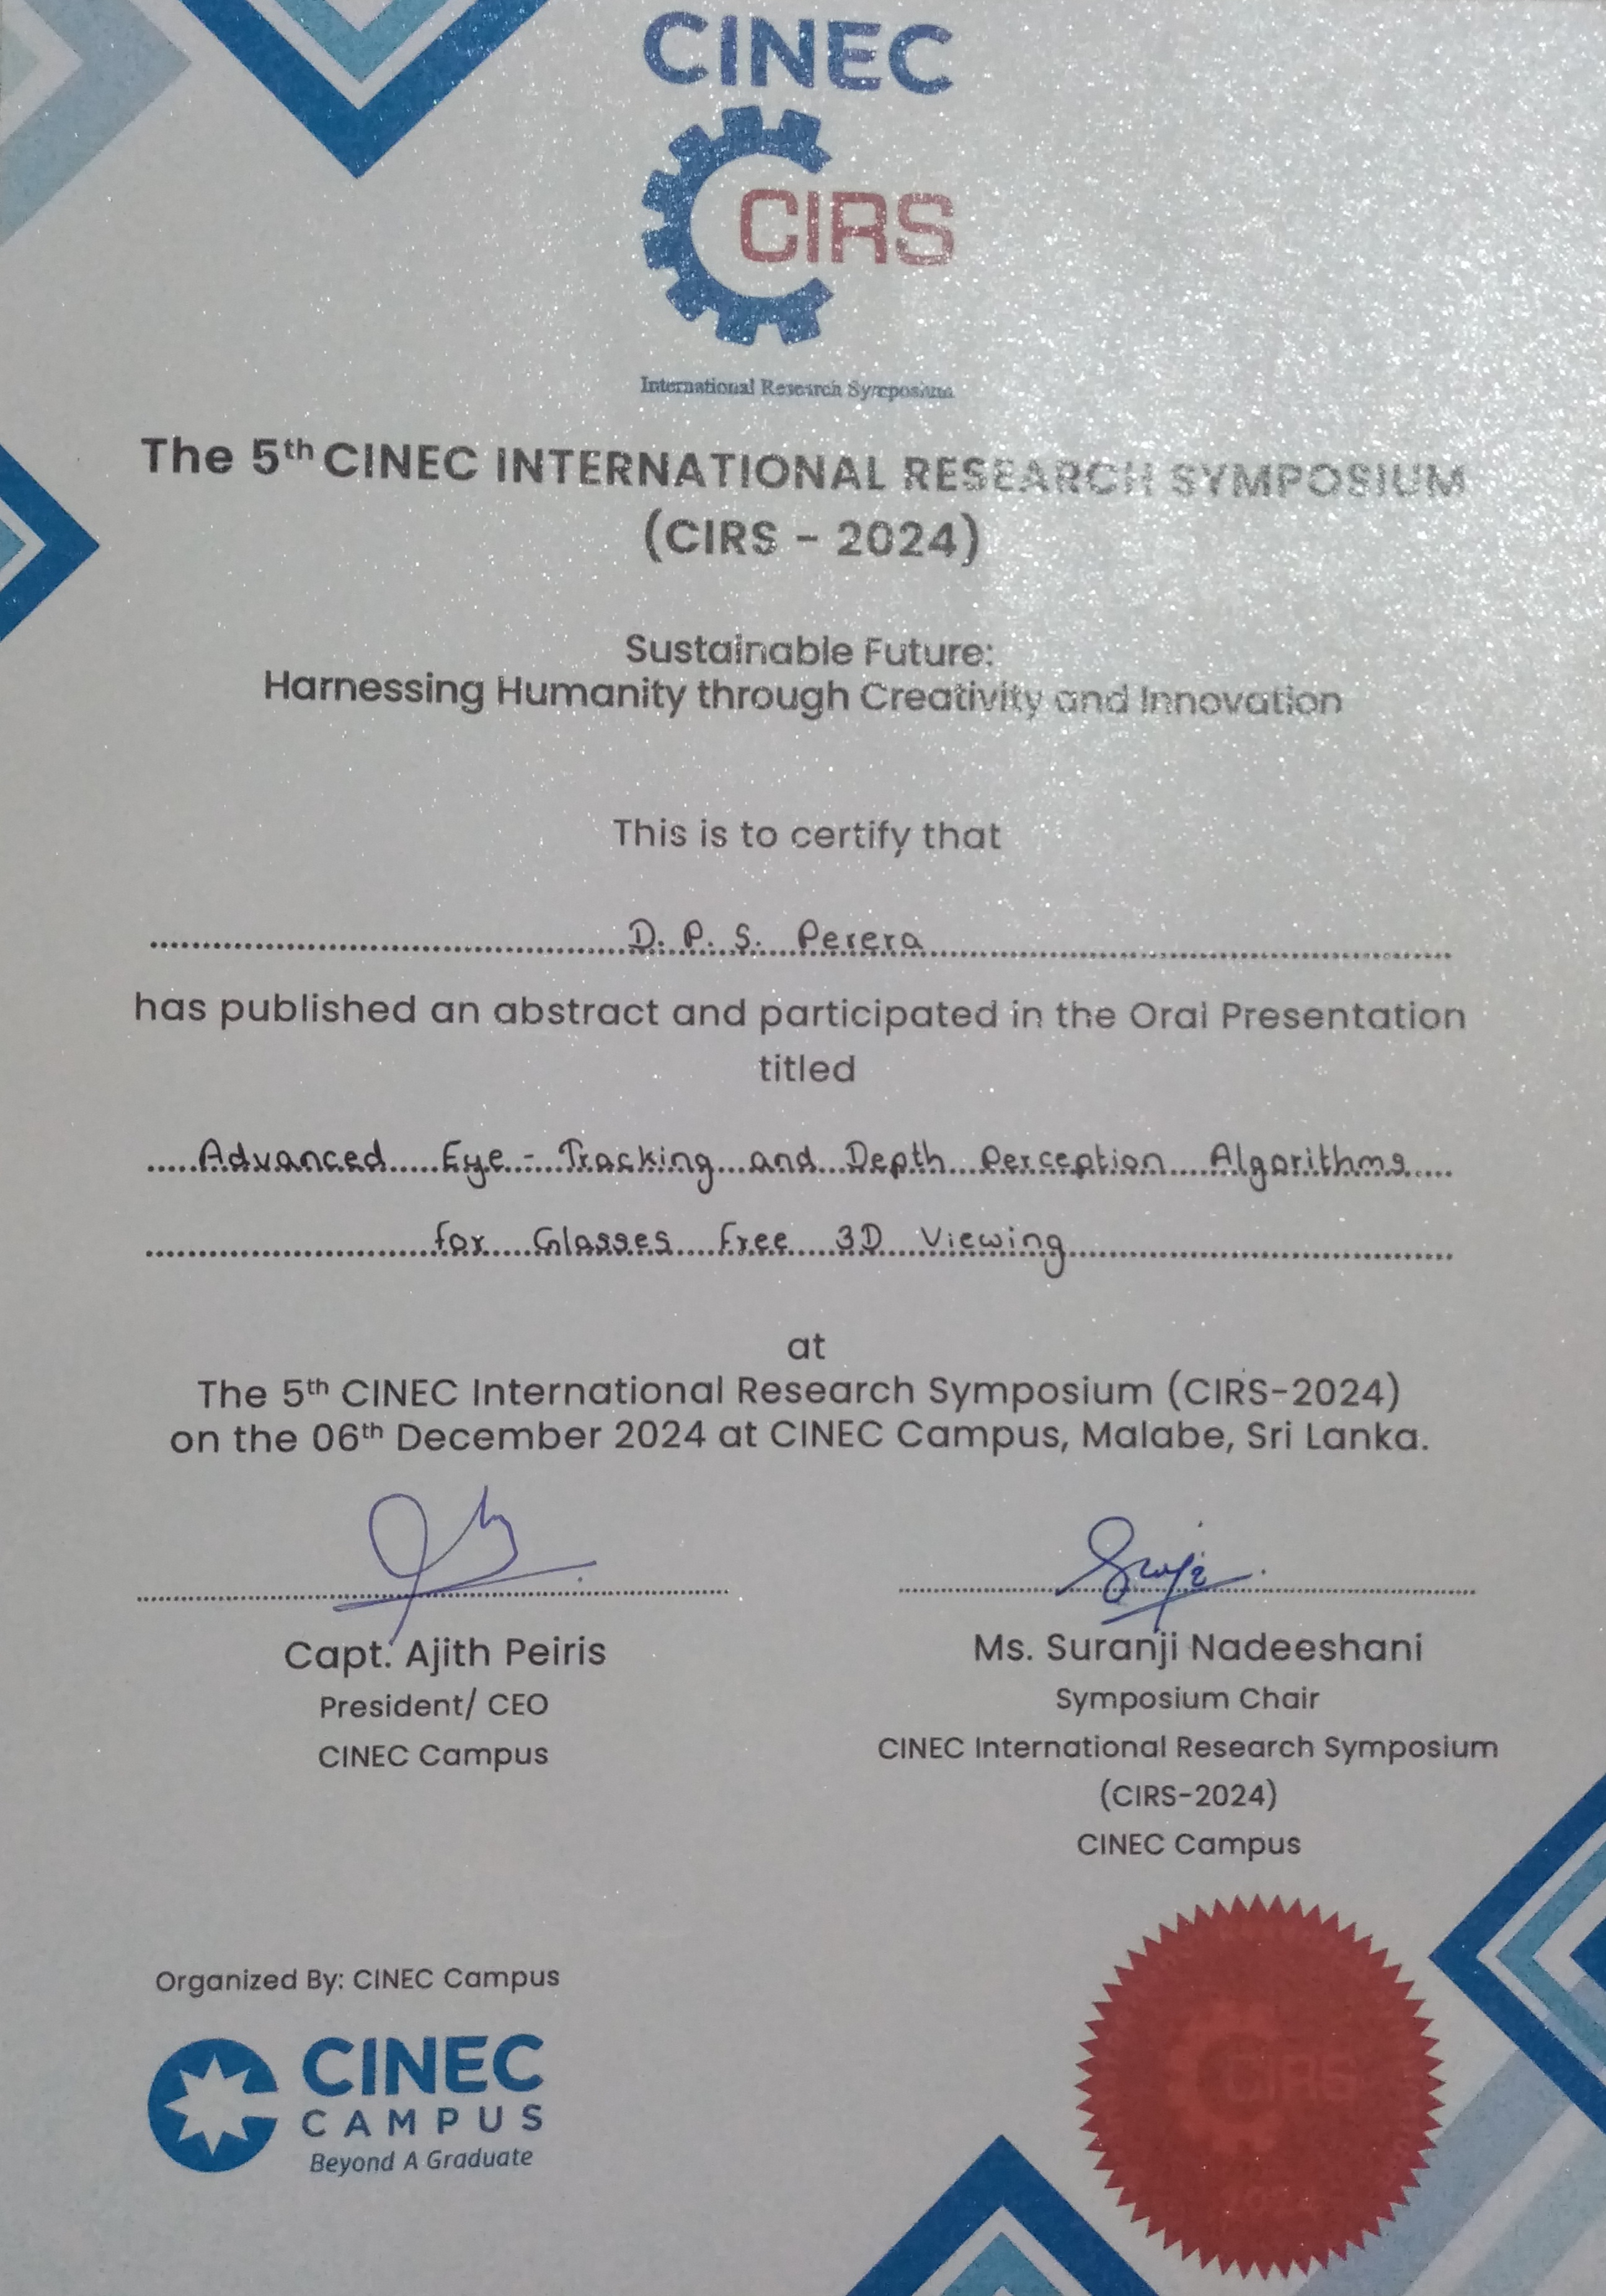 CINEC
CIRS
International Research Symposium
The 5th CINEC INTERNATIONAL RESEARCH SYMPOSIUM
(CIRS - 2024)
Sustainable Future:
Harnessing Humanity through Creativity and Innovation
This is to certify that
D. P. S. Perera
has published an abstract and participated in the Oral Presentation
titled
Advanced Eye - Tracking and Depth Perception Algorithms
for Glasses Free 3D Viewing
at
The 5th CINEC International Research Symposium (CIRS-2024)
on the 06th December 2024 at CINEC Campus, Malabe, Sri Lanka.
Capt. Ajith Peiris
President/ CEO
CINEC Campus
Ms. Suranji Nadeeshani
Symposium Chair
CINEC International Research Symposium
(CIRS-2024)
CINEC Campus
Organized By: CINEC Campus
CINEC
CAMPUS
Beyond A Graduate
CIRS